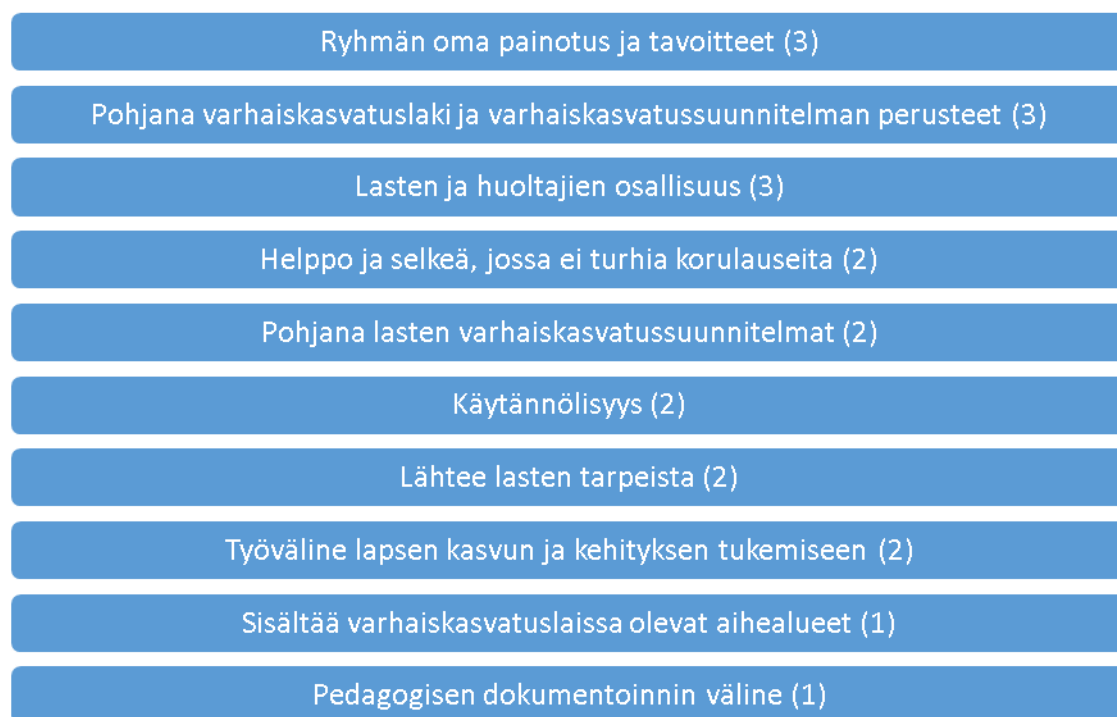 Ryhmän oma painotus ja tavoitteet (3)
Pohjana varhaiskasvatuslaki ja varhaiskasvatussuunnitelman perusteet (3)
Lasten ja huoltajien osallisuus (3)
Helppo ja selkeä, jossa ei turhia korulauseita (2)
Pohjana lasten varhaiskasvatussuunnitelmat (2)
Käytännölisyys (2)
Lähtee lasten tarpeista (2)
Työväline lapsen kasvun ja kehityksen tukemiseen (2)
Sisältää varhaiskasvatuslaissa olevat aihealueet (1)
Pedagogisen dokumentoinnin väline (1)